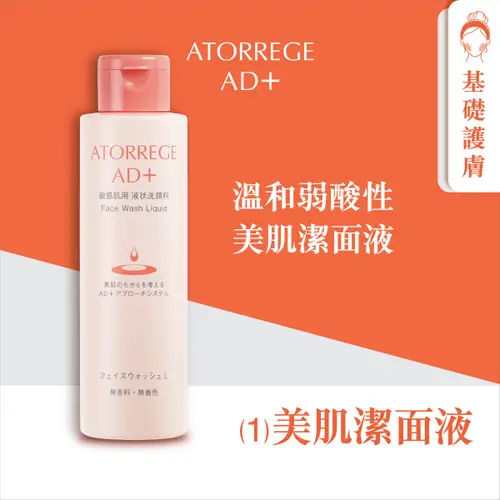 ATORREGE
AD+
基礎護膚
溫和弱酸性
美肌潔面液
ATORREGE
AD+
敏感肌用 液状洗顔料
Face Wash Liquid
素肌のちからを考える
AD+アプローチシステム
フェイスウォッシュ L
無香料・無着色
(1)美肌潔面液